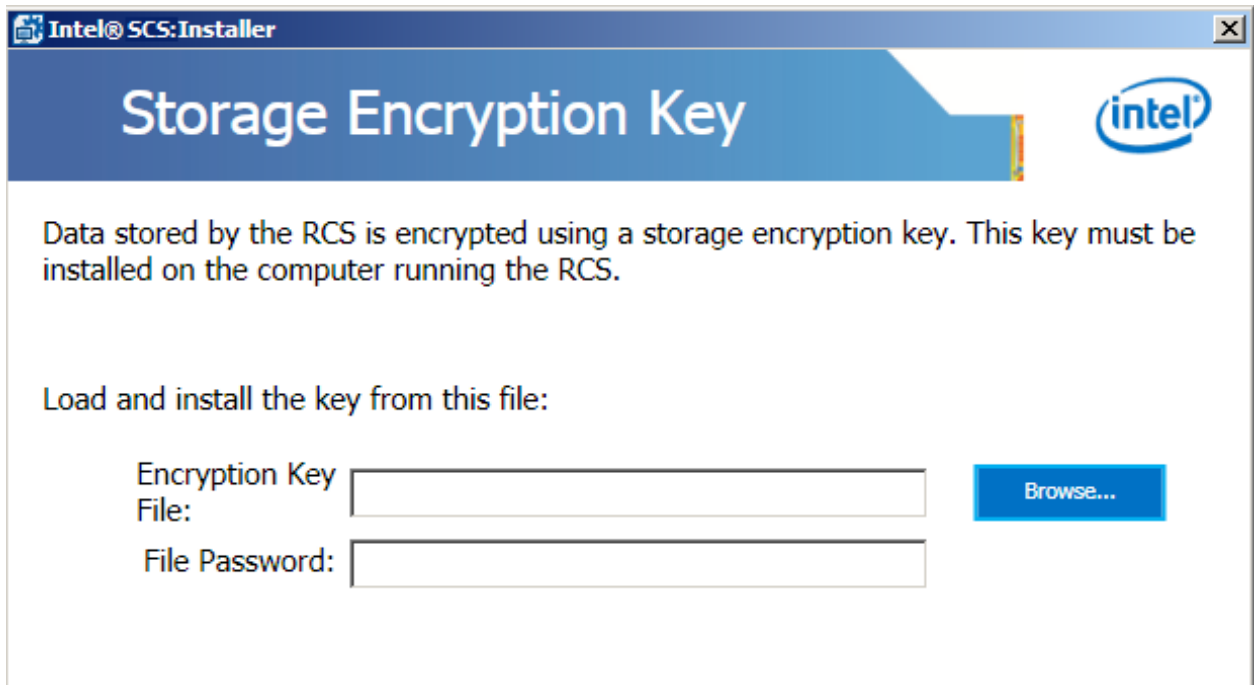 Intel® SCS:Installer
Storage Encryption Key
intel®
Data stored by the RCS is encrypted using a storage encryption key. This key must be
installed on the computer running the RCS.
Load and install the key from this file:
Encryption Key
File:
Browse...
File Password: